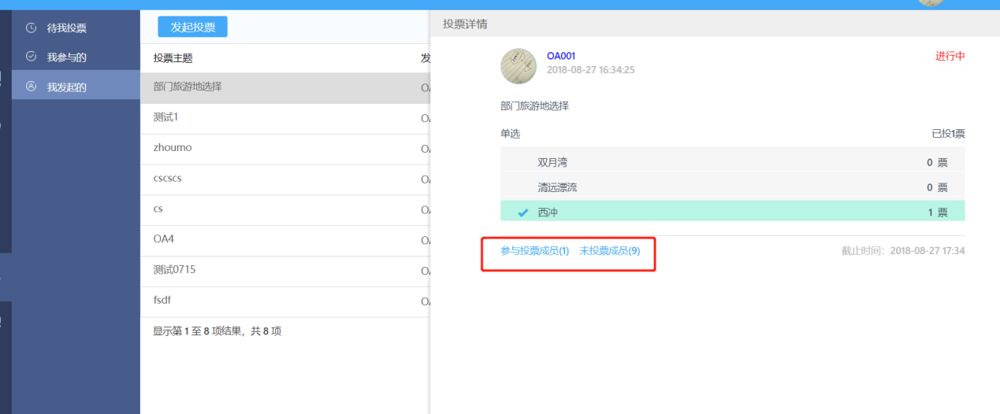 待我投票
我参与的
我发起的
发起投票
投票主题 发
部门旅游地选择 OA
测试1 OA
zhoumo OA
cscscs OA
cs OA
OA4 OA
测试0715 OA
fsdf OA
显示第 1 至 8 项结果，共 8 项
投票详情
OA001 进行中
2018-08-27 16:34:25
部门旅游地选择
单选 已投1票
双月湾 0 票
清远漂流 0 票
西冲 1 票
参与投票成员(1) 未投票成员(9) 截止时间：2018-08-27 17:34